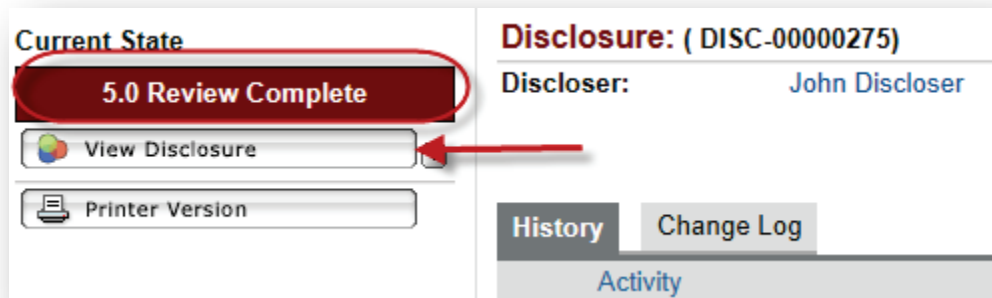 Current State
5.0 Review Complete
View Disclosure
Printer Version
Disclosure: ( DISC-00000275)
Discloser: John Discloser
History Change Log
Activity